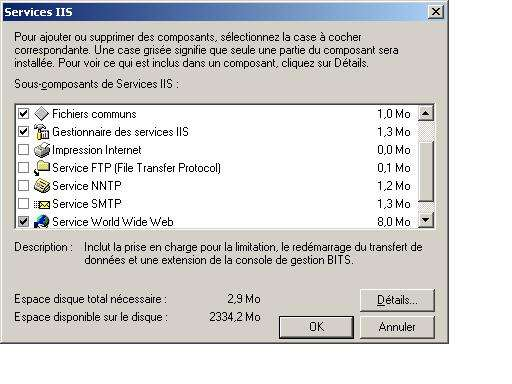 Services IIS
Pour ajouter ou supprimer des composants, sélectionnez la case à cocher
correspondante. Une case grisée signifie que seule une partie du composant sera
installée. Pour voir ce qui est inclus dans un composant, cliquez sur Détails.
Sous-composants de Services IIS :
Fichiers communs 1,0 Mo
Gestionnaire des services IIS 1,3 Mo
Impression Internet 0,0 Mo
Service FTP (File Transfer Protocol) 0,1 Mo
Service NNTP 1,2 Mo
Service SMTP 1,3 Mo
Service World Wide Web 8,0 Mo
Description : Inclut la prise en charge pour la limitation, le redémarrage du transfert de
données et une extension de la console de gestion BITS.
Espace disque total nécessaire : 2,9 Mo
Détails...
Espace disponible sur le disque : 2334,2 Mo
OK Annuler